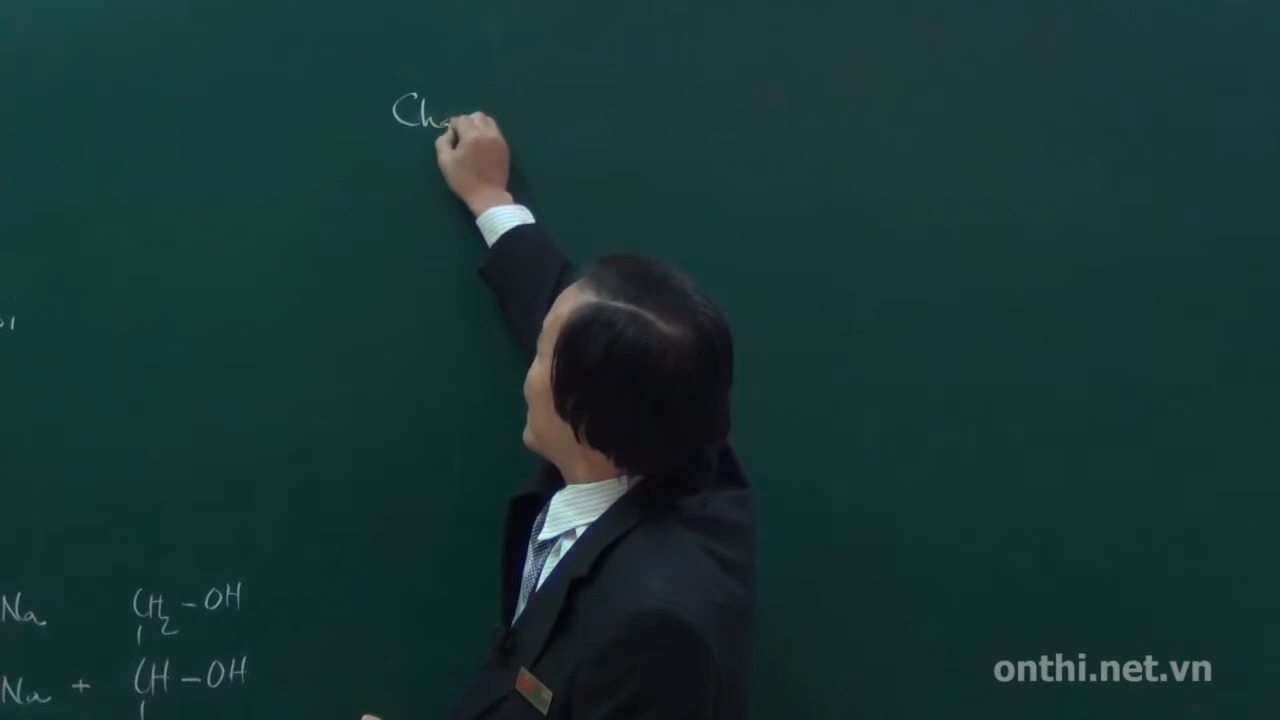 Ch
Na CH2 - OH
Na + CH - OH
onthi.net.vn